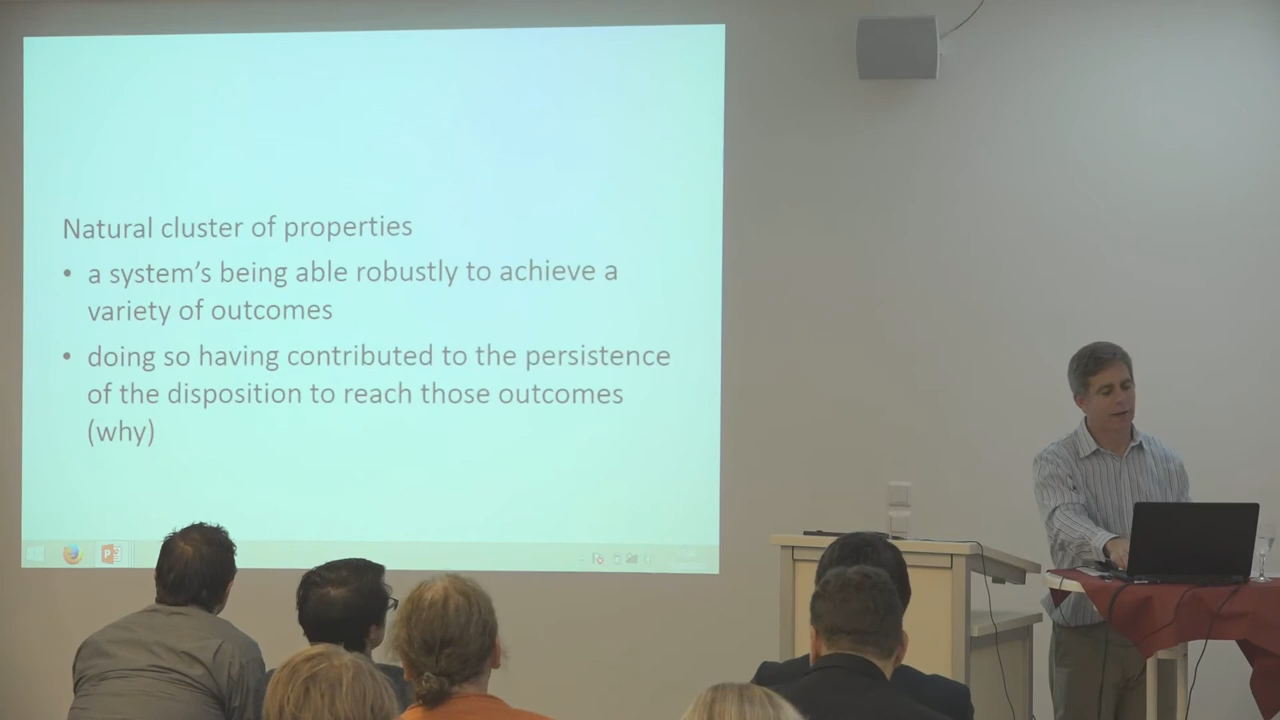 Natural cluster of properties
• a system's being able robustly to achieve a
variety of outcomes
• doing so having contributed to the persistence
of the disposition to reach those outcomes
(why)